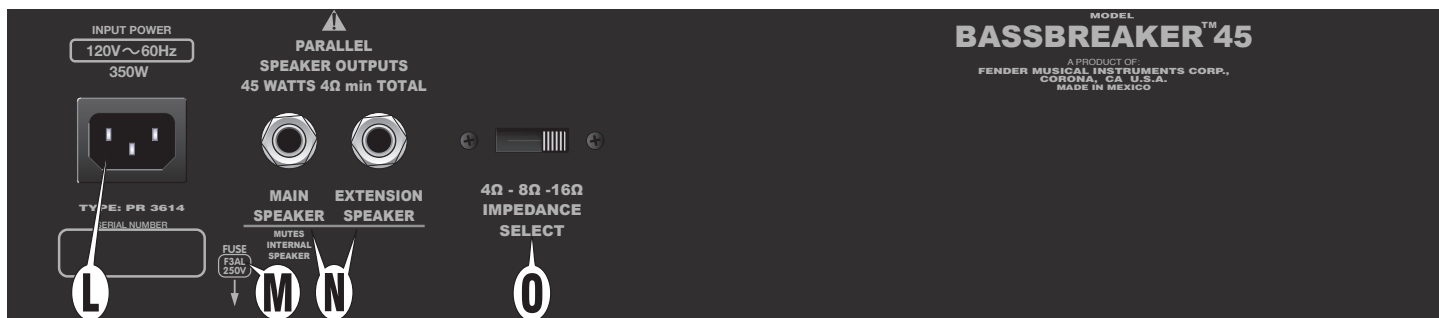 INPUT POWER
120V~60Hz
350W
TYPE: PR 3614
SERIAL NUMBER
FUSE
F3AL
250V
PARALLEL
SPEAKER OUTPUTS
45 WATTS 4Ω min TOTAL
MAIN
SPEAKER
EXTENSION
SPEAKER
MUTES
INTERNAL
SPEAKER
4Ω - 8Ω -16Ω
IMPEDANCE
SELECT
MODEL
BASSBREAKER™45
A PRODUCT OF:
FENDER MUSICAL INSTRUMENTS CORP.,
CORONA, CA U.S.A.
MADE IN MEXICO
L
M
N
O